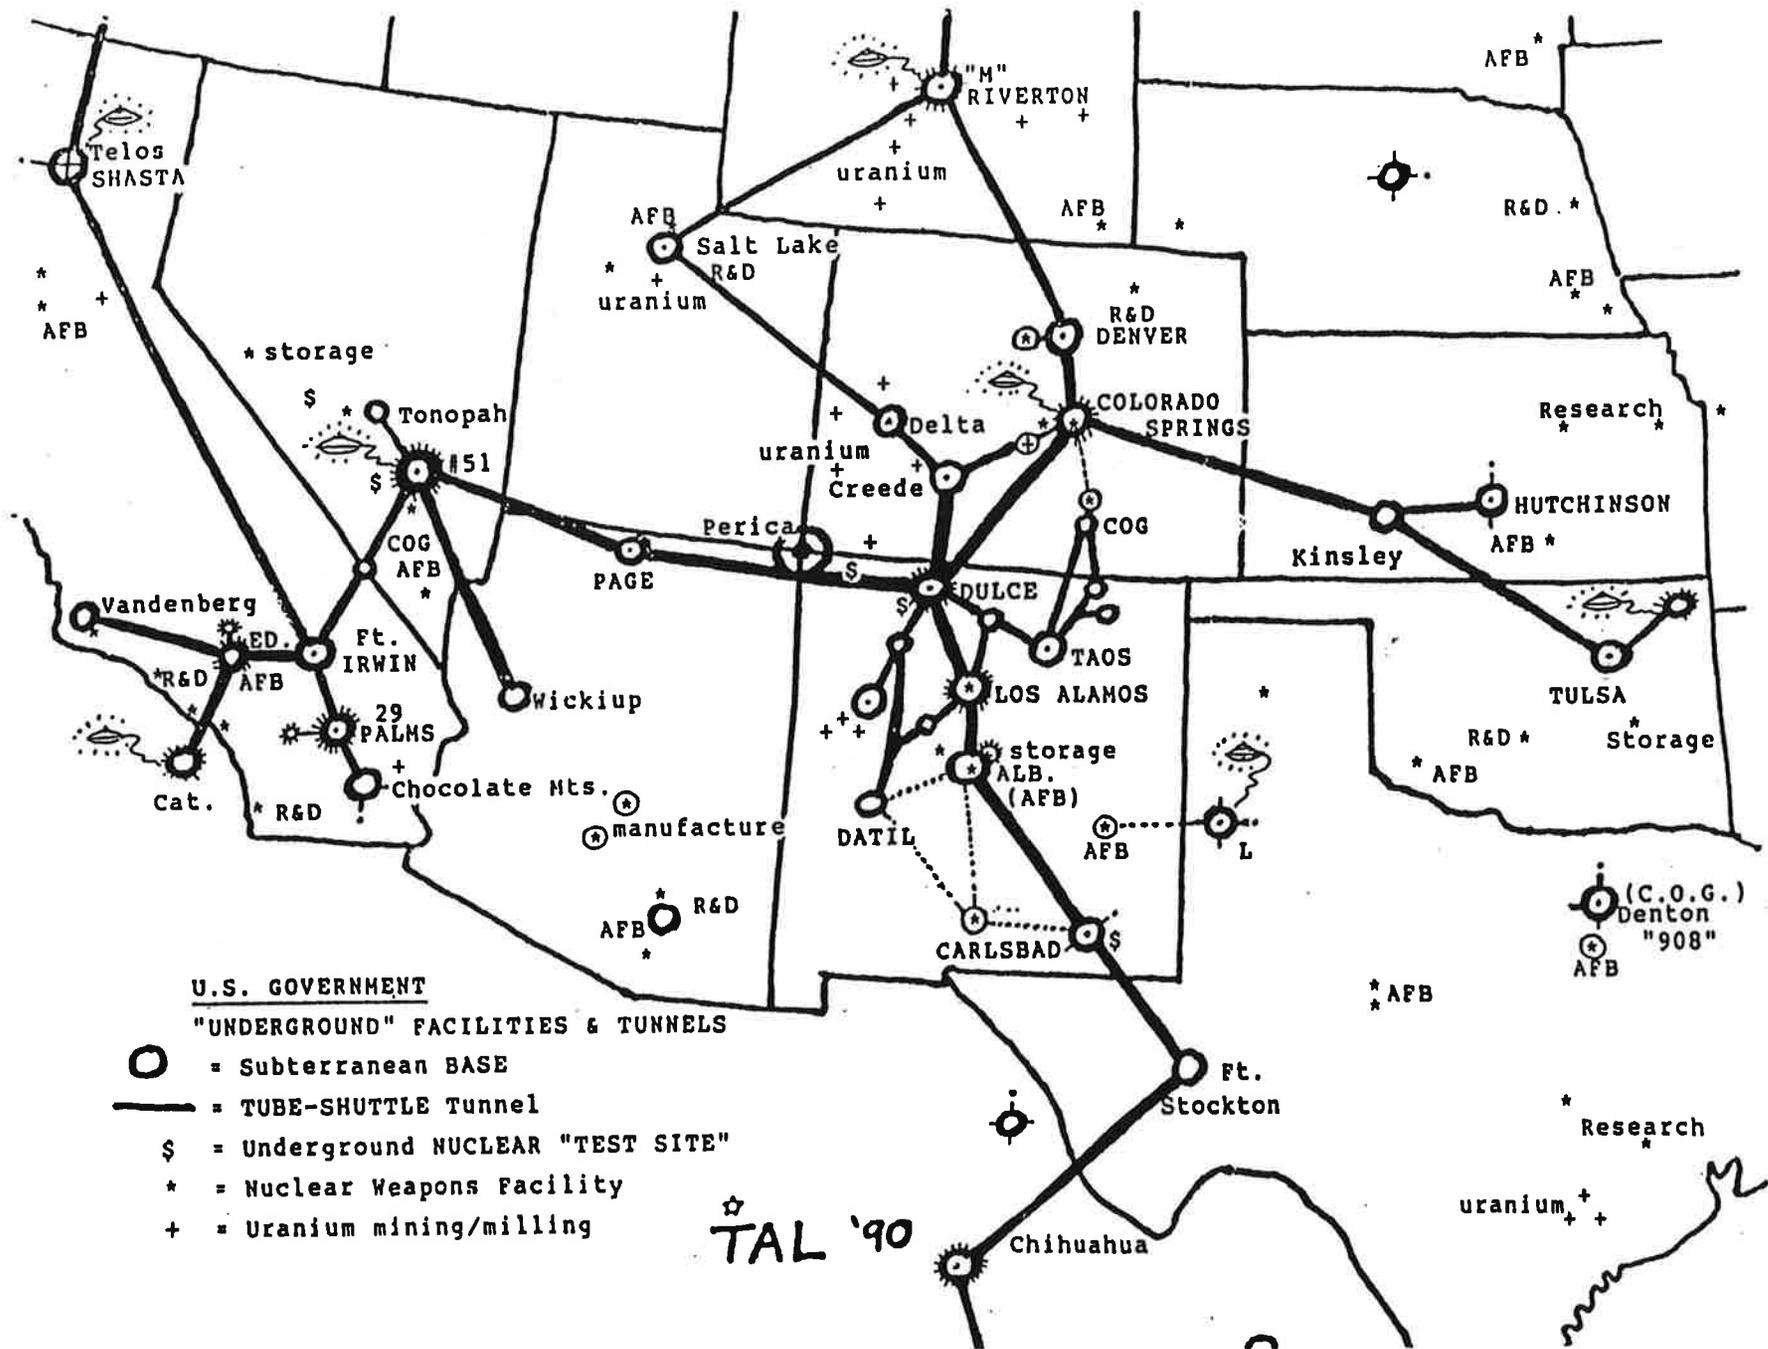 AFB *
"M"
RIVERTON
Telos
SHASTA
uranium
R&D. *
AFB
AFB
Salt Lake
R&D
uranium
AFB
AFB
R&D
DENVER
* storage
$
Tonopah
COLORADO
SPRINGS
Research
Delta
uranium
Creede
#51
$
HUTCHINSON
COG
Perica
AFB *
Kinsley
COG
AFB
PAGE
$
DULCE
$
Vandenberg
ED.
Ft.
IRWIN
TAOS
*R&D
AFB
LOS ALAMOS
TULSA
Wickiup
29
PALMS
R&D *
Storage
storage
ALB.
(AFB)
AFB
Chocolate Mts.
Cat.
R&D
manufacture
DATIL
AFB
L
(C.O.G.)
Denton
"908"
AFB
R&D
AFB
$
CARLSBAD
AFB
U.S. GOVERNMENT
"UNDERGROUND" FACILITIES & TUNNELS
= Subterranean BASE
= TUBE-SHUTTLE Tunnel
$ = Underground NUCLEAR "TEST SITE"
* = Nuclear Weapons Facility
+ = Uranium mining/milling
Ft.
Stockton
Research
uranium
TAL '90
Chihuahua